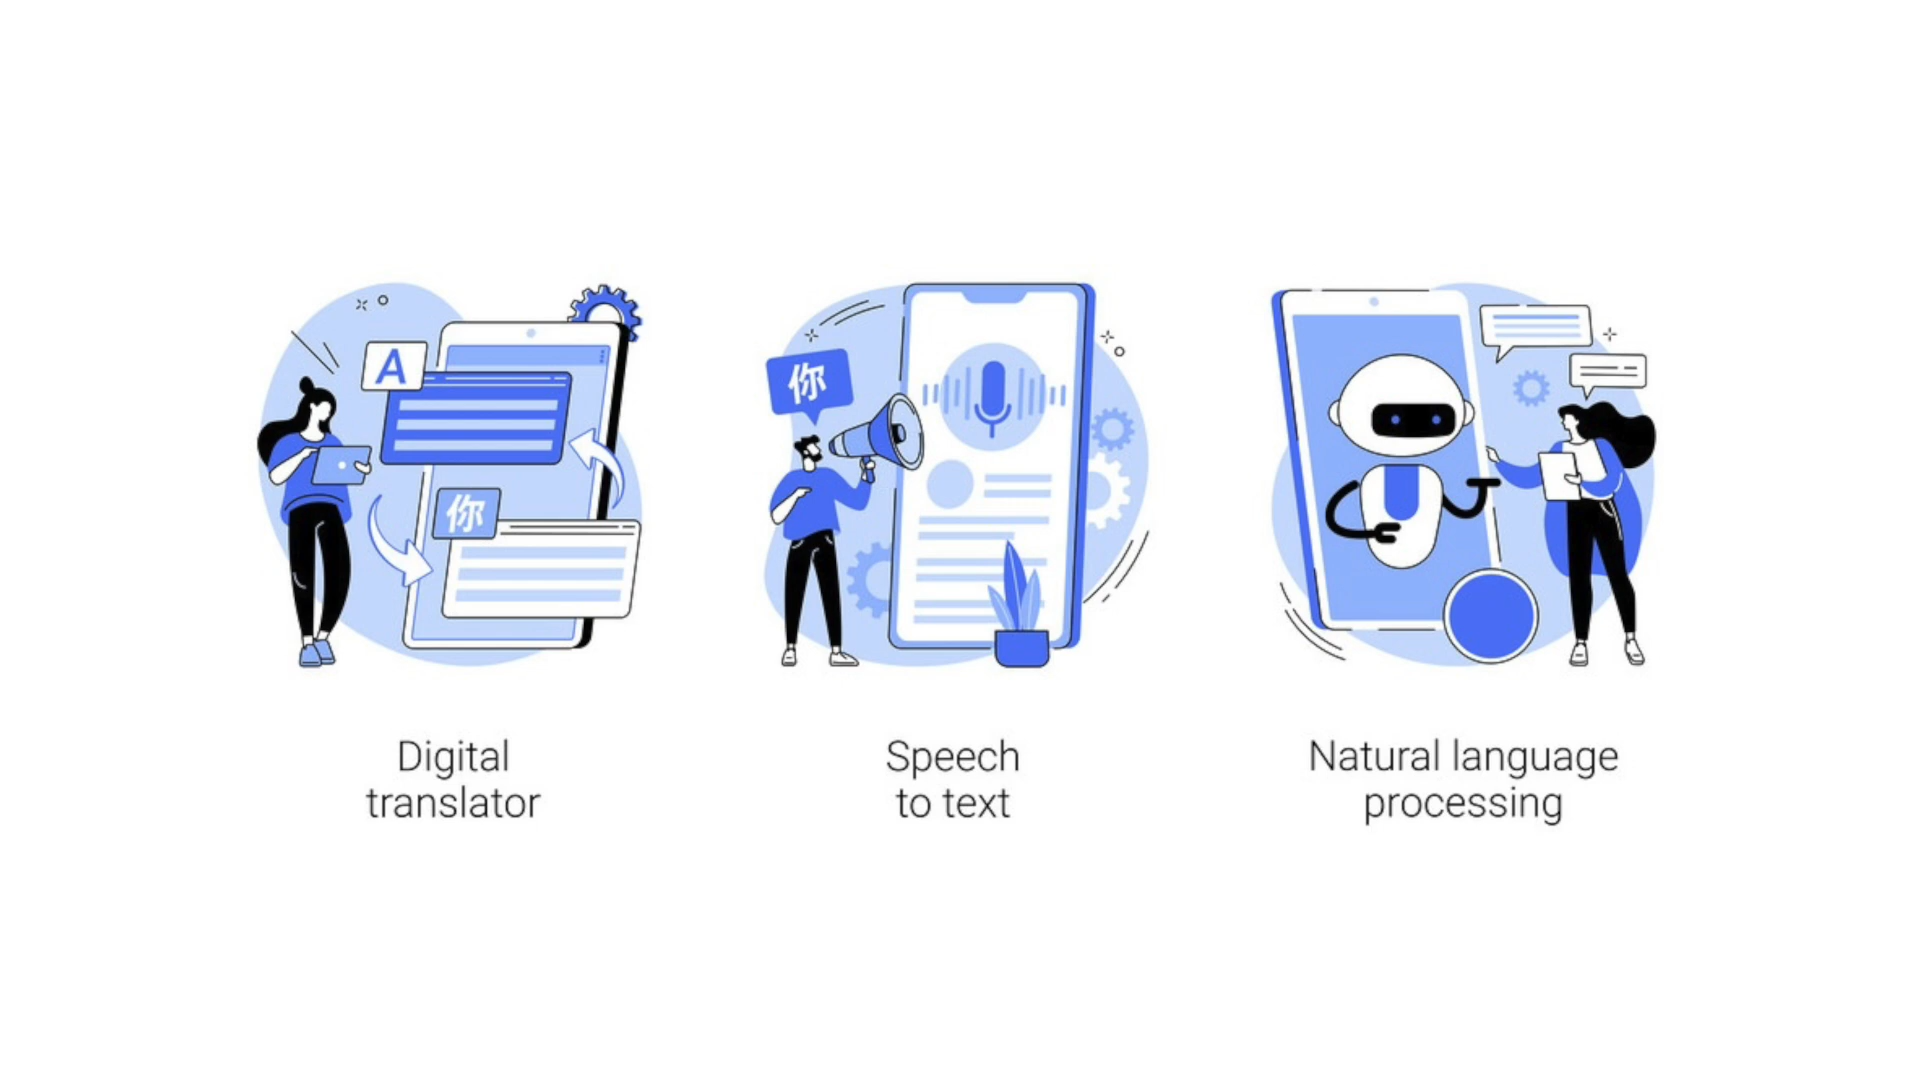 A
你
你
Digital
translator
Speech
to text
Natural language
processing